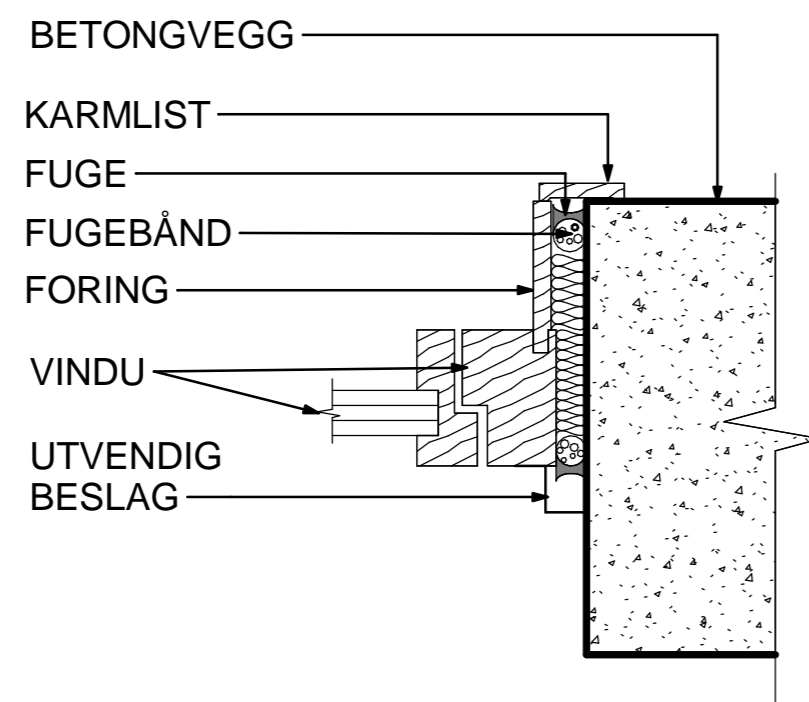 BETONGVEGG
KARMLIST
FUGE
FUGEBÅND
FORING
VINDU
UTVENDIG
BESLAG